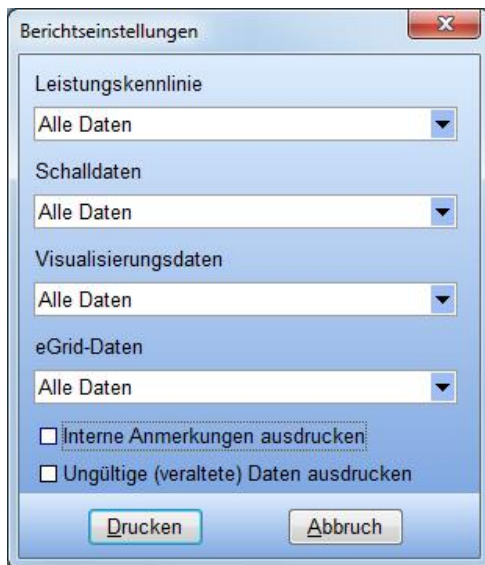 Berichtseinstellungen
Leistungskennlinie
Alle Daten
Schalldaten
Alle Daten
Visualisierungsdaten
Alle Daten
eGrid-Daten
Alle Daten
Interne Anmerkungen ausdrucken
Ungültige (veraltete) Daten ausdrucken
Drucken Abbruch